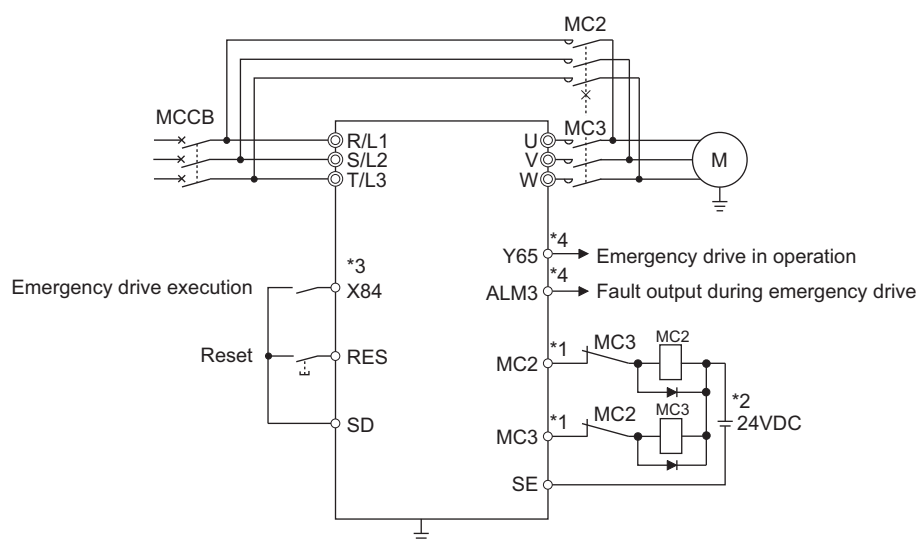 MC2
MCCB
MC3
R/L1
S/L2
T/L3
U
V
W
M
*4
Y65
Emergency drive in operation
*4
ALM3
Fault output during emergency drive
*3
Emergency drive execution
X84
Reset
RES
SD
*1
MC2
MC3
MC2
*1
MC3
MC2
MC3
*2
24VDC
SE